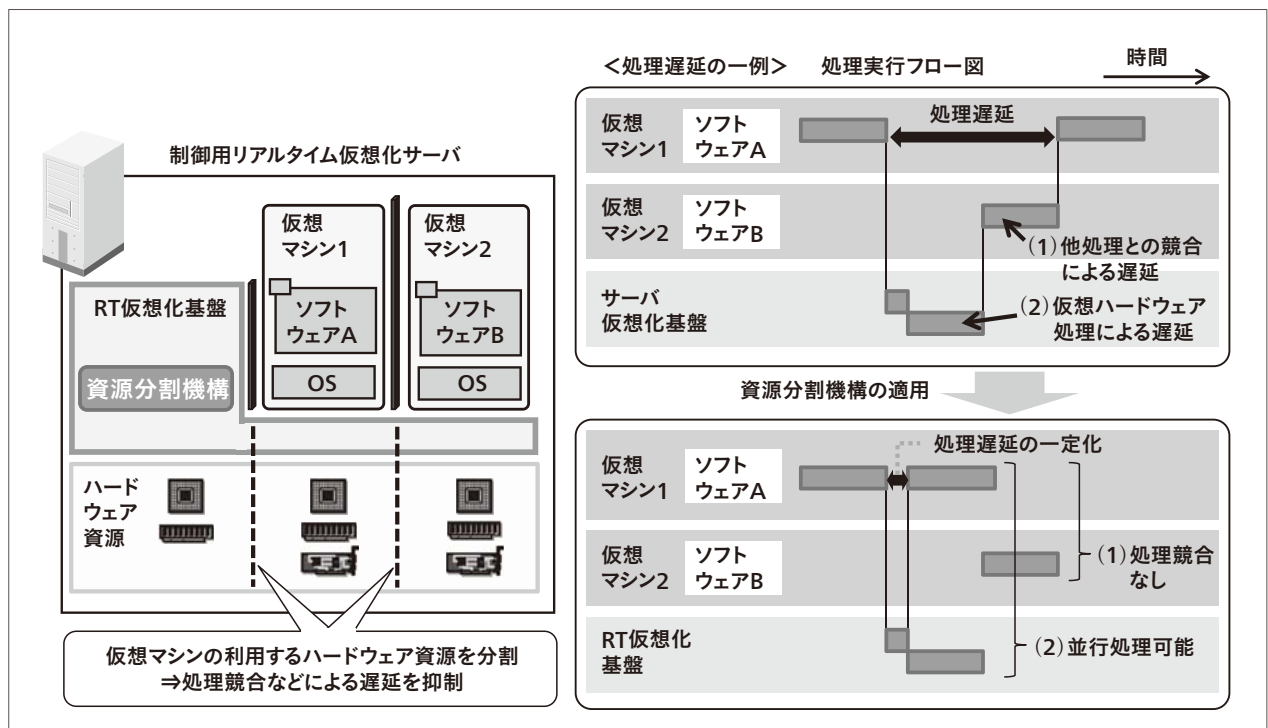 制御用リアルタイム仮想化サーバ
RT仮想化基盤
資源分割機構
仮想
マシン1
ソフト
ウェアA
OS
仮想
マシン2
ソフト
ウェアB
OS
ハード
ウェア
資源
仮想マシンの利用するハードウェア資源を分割
⇒処理競合などによる遅延を抑制
<処理遅延の一例>
処理実行フロー図
時間
仮想
マシン1
ソフト
ウェアA
処理遅延
仮想
マシン2
ソフト
ウェアB
(1)他処理との競合
による遅延
サーバ
仮想化基盤
(2)仮想ハードウェア
処理による遅延
資源分割機構の適用
処理遅延の一定化
仮想
マシン1
ソフト
ウェアA
仮想
マシン2
ソフト
ウェアB
(1)処理競合
なし
RT仮想化
基盤
(2)並行処理可能